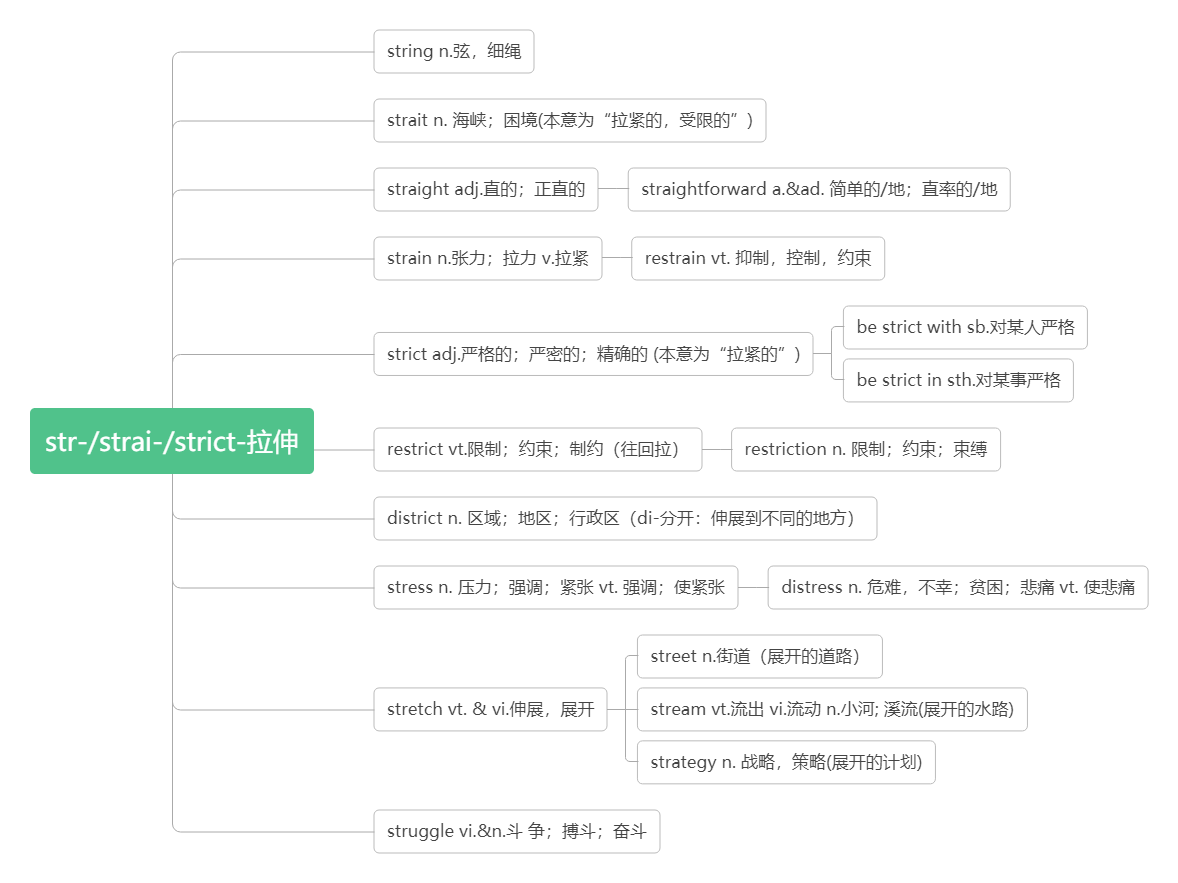 string n.弦，细绳
strait n. 海峡；困境(本意为“拉紧的，受限的”)
straight adj.直的；正直的
straightforward a.&ad. 简单的/地；直率的/地
strain n.张力；拉力 v.拉紧
restrain vt. 抑制，控制，约束
strict adj.严格的；严密的；精确的 (本意为“拉紧的”)
be strict with sb.对某人严格
be strict in sth.对某事严格
str-/strai-/strict-拉伸
restrict vt.限制；约束；制约（往回拉）
restriction n. 限制；约束；束缚
district n. 区域；地区；行政区（di-分开：伸展到不同的地方）
stress n. 压力；强调；紧张 vt. 强调；使紧张
distress n. 危难，不幸；贫困；悲痛 vt. 使悲痛
stretch vt. & vi.伸展，展开
street n.街道（展开的道路）
stream vt.流出 vi.流动 n.小河; 溪流(展开的水路)
strategy n. 战略，策略(展开的计划)
struggle vi.&n.斗 争；搏斗；奋斗